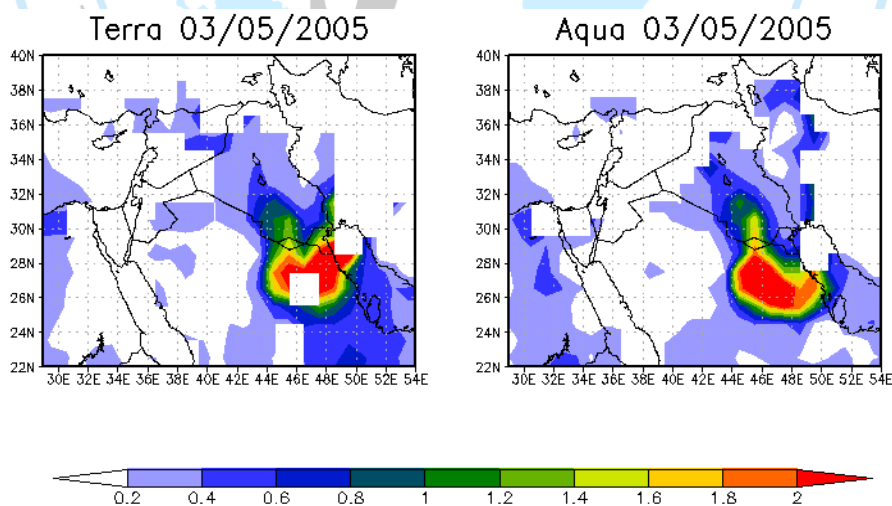 Terra 03/05/2005
40N
38N
36N
34N
32N
30N
28N
26N
24N
22N
30E 32E 34E 36E 38E 40E 42E 44E 46E 48E 50E 52E 54E
Aqua 03/05/2005
40N
38N
36N
34N
32N
30N
28N
26N
24N
22N
30E 32E 34E 36E 38E 40E 42E 44E 46E 48E 50E 52E 54E
0.2 0.4 0.6 0.8 1 1.2 1.4 1.6 1.8 2